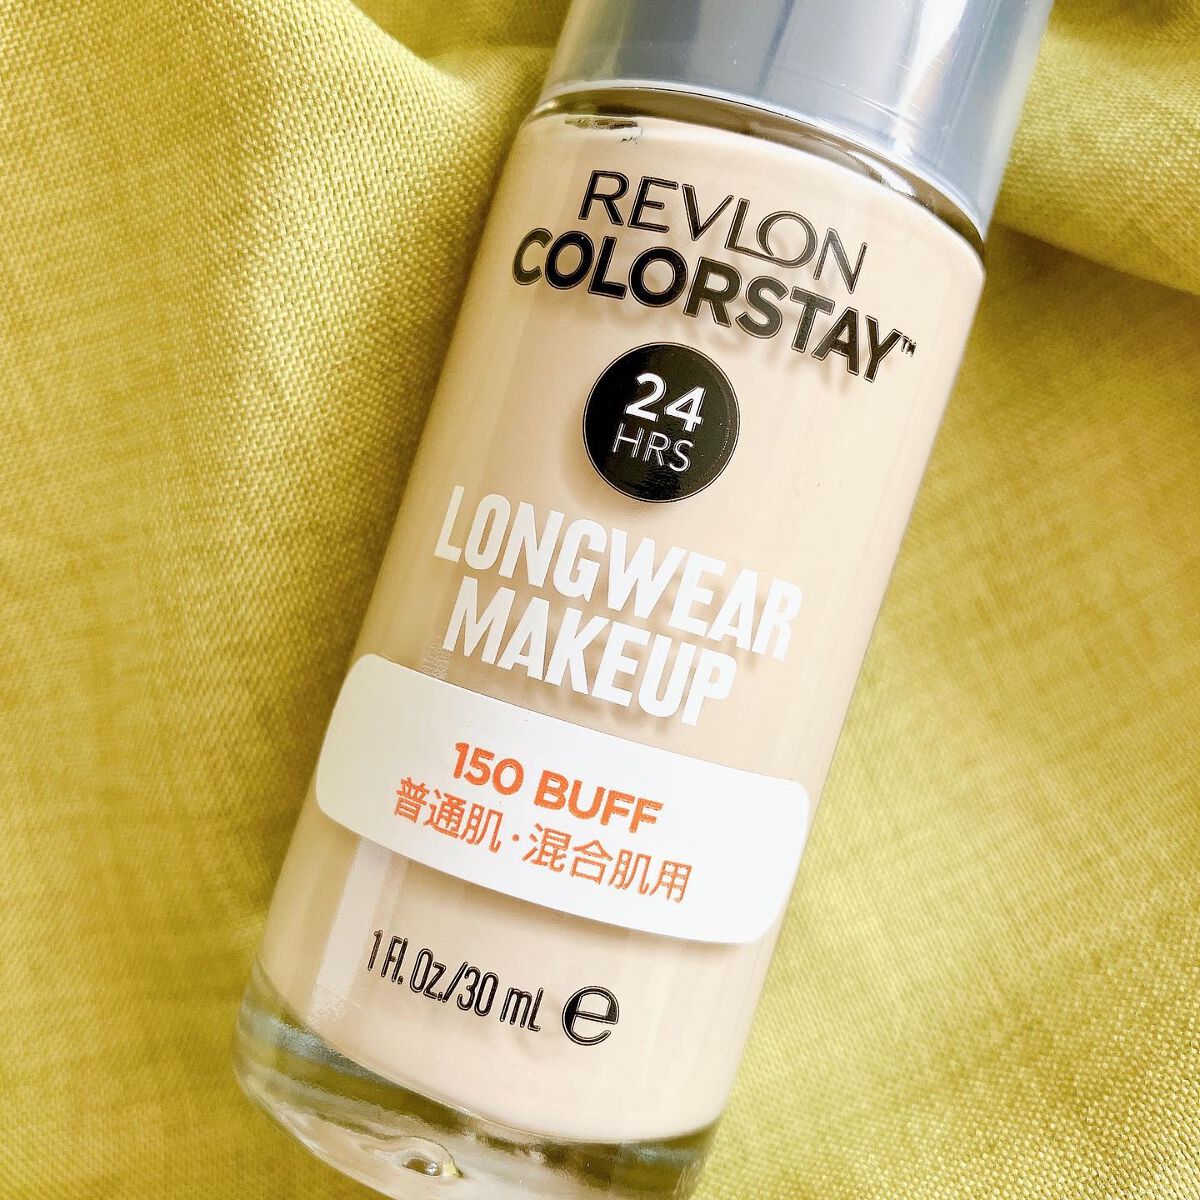 REVLON
COLORSTAY™
24
HRS
LONGWEAR
MAKEUP
150 BUFF
普通肌・混合肌用
1 Fl. Oz./30 mL ℮